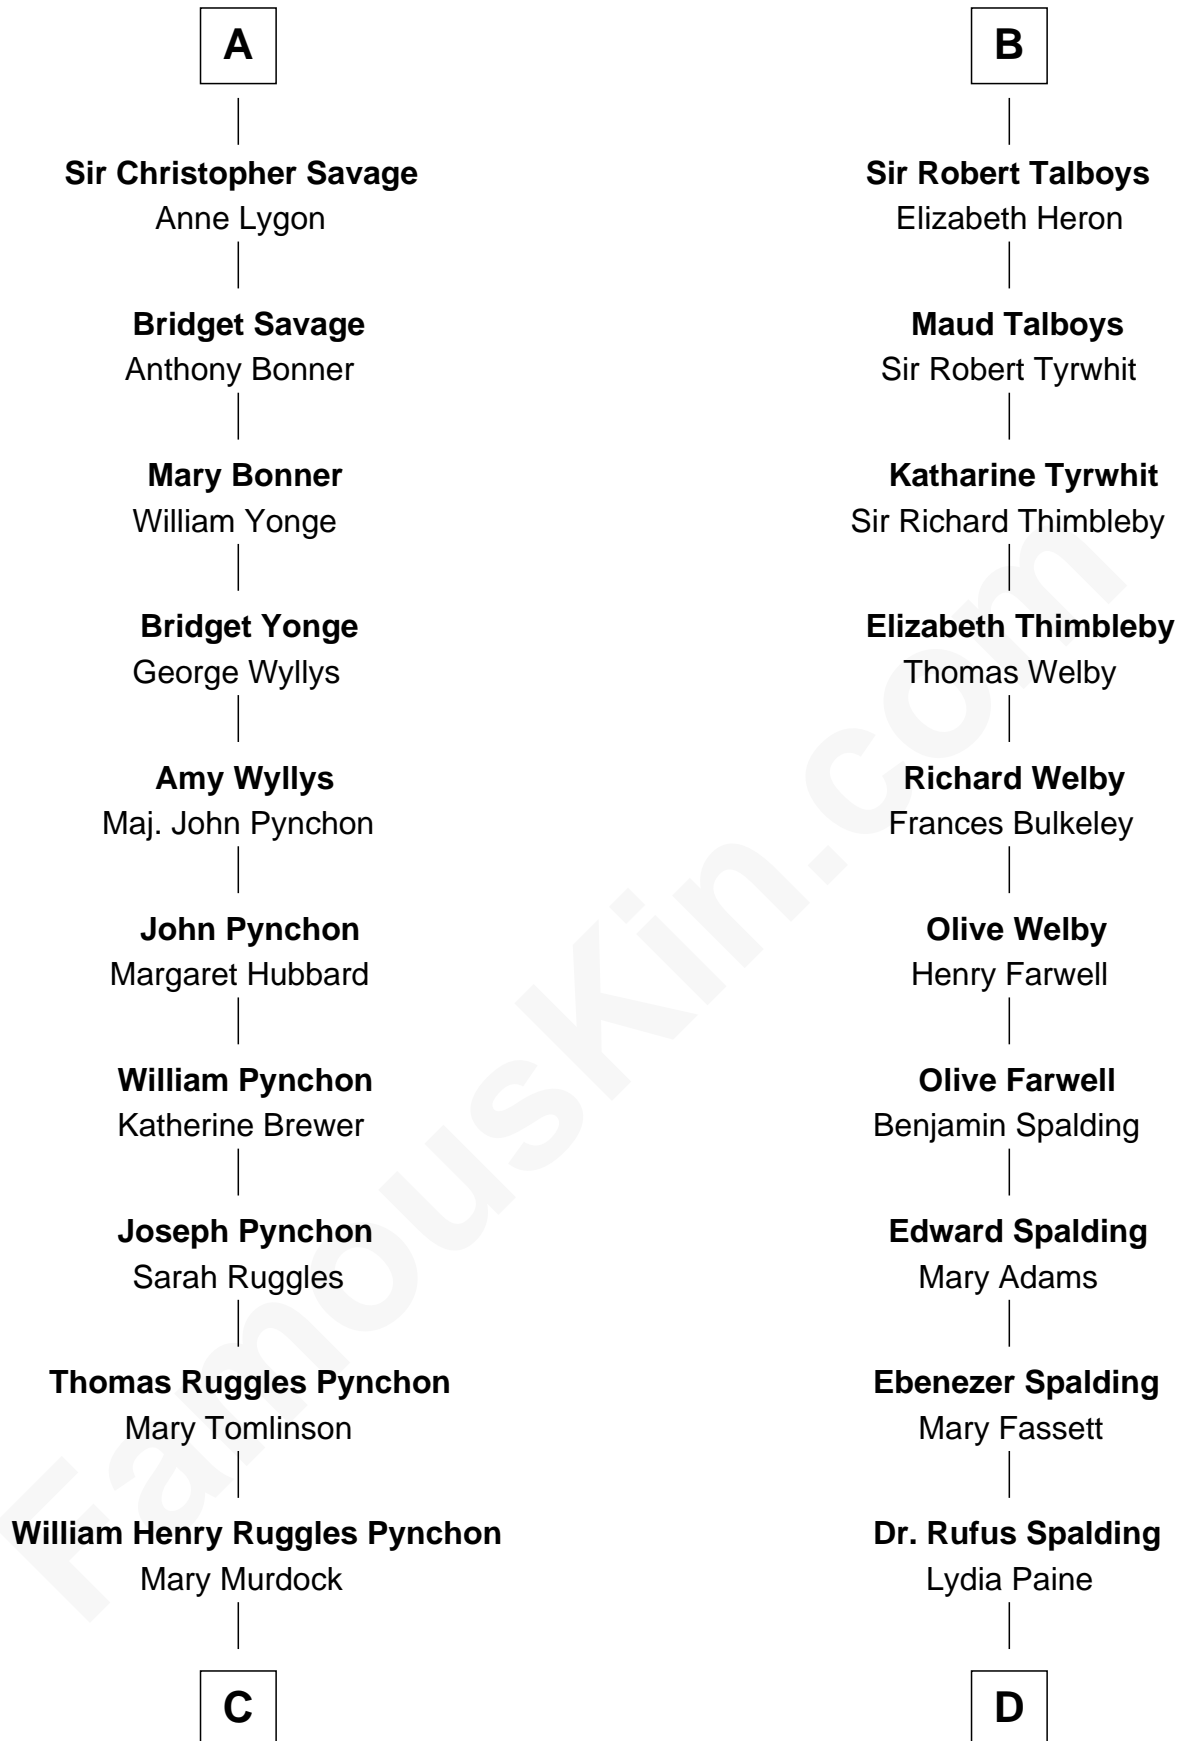 A
Sir Christopher Savage
Anne Lygon
Bridget Savage
Anthony Bonner
Mary Bonner
William Yonge
Bridget Yonge
George Wyllys
Amy Wyllys
Maj. John Pynchon
John Pynchon
Margaret Hubbard
William Pynchon
Katherine Brewer
Joseph Pynchon
Sarah Ruggles
Thomas Ruggles Pynchon
Mary Tomlinson
William Henry Ruggles Pynchon
Mary Murdock
C
B
Sir Robert Talboys
Elizabeth Heron
Maud Talboys
Sir Robert Tyrwhit
Katharine Tyrwhit
Sir Richard Thimbleby
Elizabeth Thimbleby
Thomas Welby
Richard Welby
Frances Bulkeley
Olive Welby
Henry Farwell
Olive Farwell
Benjamin Spalding
Edward Spalding
Mary Adams
Ebenezer Spalding
Mary Fassett
Dr. Rufus Spalding
Lydia Paine
D
FamousKin.com